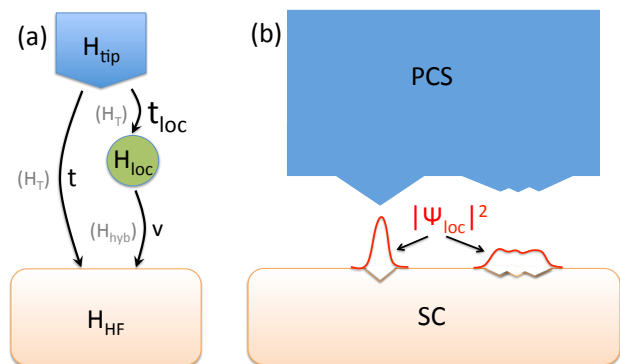 (a)
H_tip
(H_T)
t_loc
(H_T)
t
H_loc
(H_hyb)
v
H_HF
(b)
PCS
|Ψ_loc|²
SC